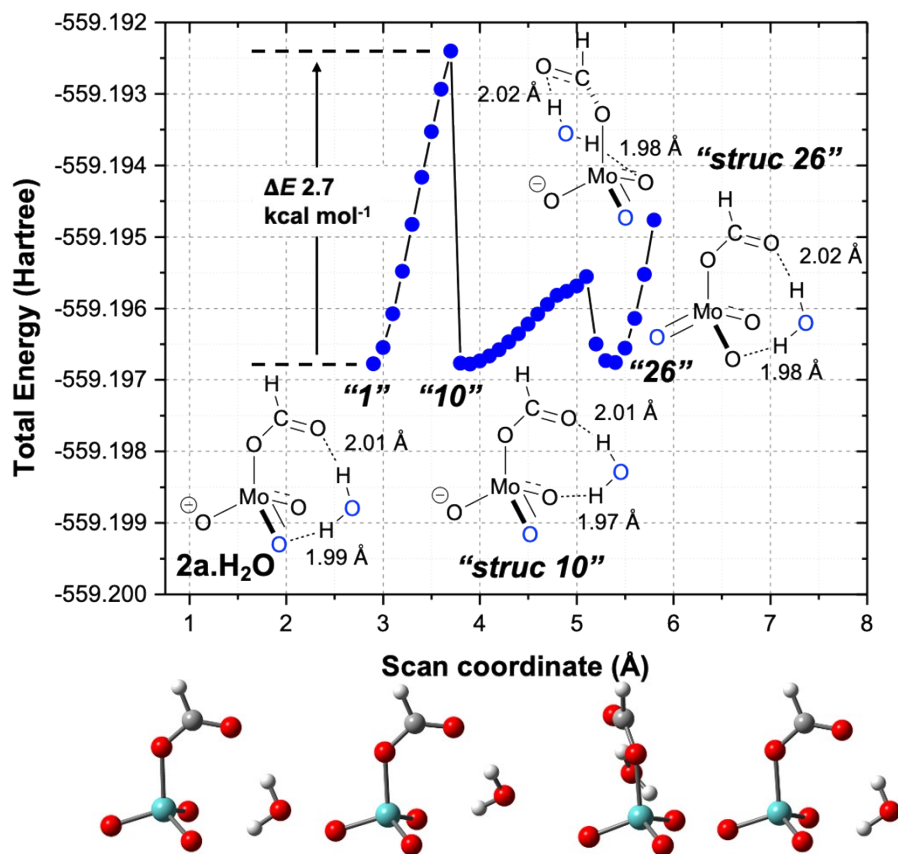 -559.192
-559.193
-559.194
-559.195
-559.196
-559.197
-559.198
-559.199
-559.200
Total Energy (Hartree)
1
2
3
4
5
6
7
8
Scan coordinate (Å)
ΔE 2.7
kcal mol⁻¹
"1"
"10"
"26"
H
O
C
2.02 Å
H
O
O
H
1.98 Å
Mo
⊖
O
O
O
"struc 26"
H
C
O
O
2.02 Å
H
Mo
O
O
O
H
O
1.98 Å
H
C
O
O
2.01 Å
H
Mo
⊖
O
O
O
H
O
1.99 Å
2a.H₂O
H
C
O
O
2.01 Å
H
Mo
⊖
O
O
O
H
O
1.97 Å
"struc 10"